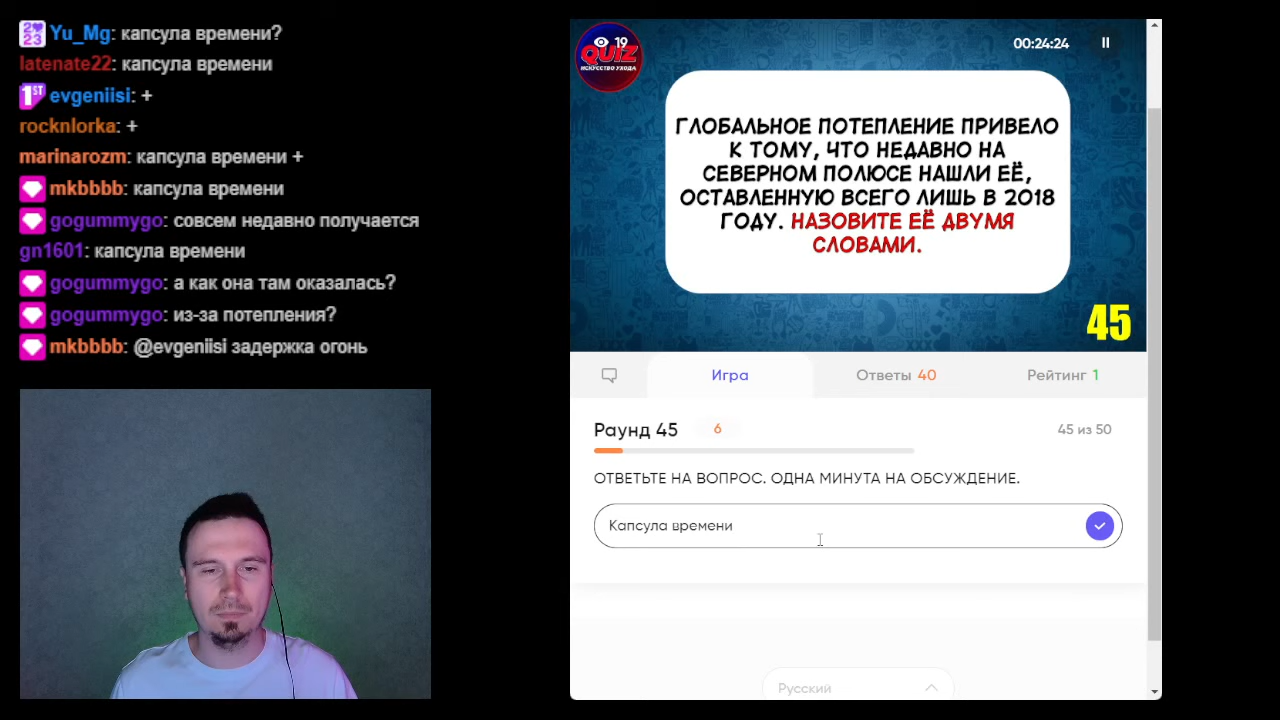 Yu_Mg: капсула времени?
latenate22: капсула времени
1ST evgeniisi: +
rocknlorka: +
marinarozm: капсула времени +
mkbbbb: капсула времени
gogummygo: совсем недавно получается
gn1601: капсула времени
gogummygo: а как она там оказалась?
gogummygo: из-за потепления?
mkbbbb: @evgeniisi задержка огонь
19
QUIZ
ИСКУССТВО УХОДА
00:24:24
ГЛОБАЛЬНОЕ ПОТЕПЛЕНИЕ ПРИВЕЛО
К ТОМУ, ЧТО НЕДАВНО НА
СЕВЕРНОМ ПОЛЮСЕ НАШЛИ ЕЁ,
ОСТАВЛЕННУЮ ВСЕГО ЛИШЬ В 2018
ГОДУ. НАЗОВИТЕ ЕЁ ДВУМЯ
СЛОВАМИ.
45
Игра
Ответы 40
Рейтинг 1
Раунд 45 6 45 из 50
ОТВЕТЬТЕ НА ВОПРОС. ОДНА МИНУТА НА ОБСУЖДЕНИЕ.
Капсула времени
Русский